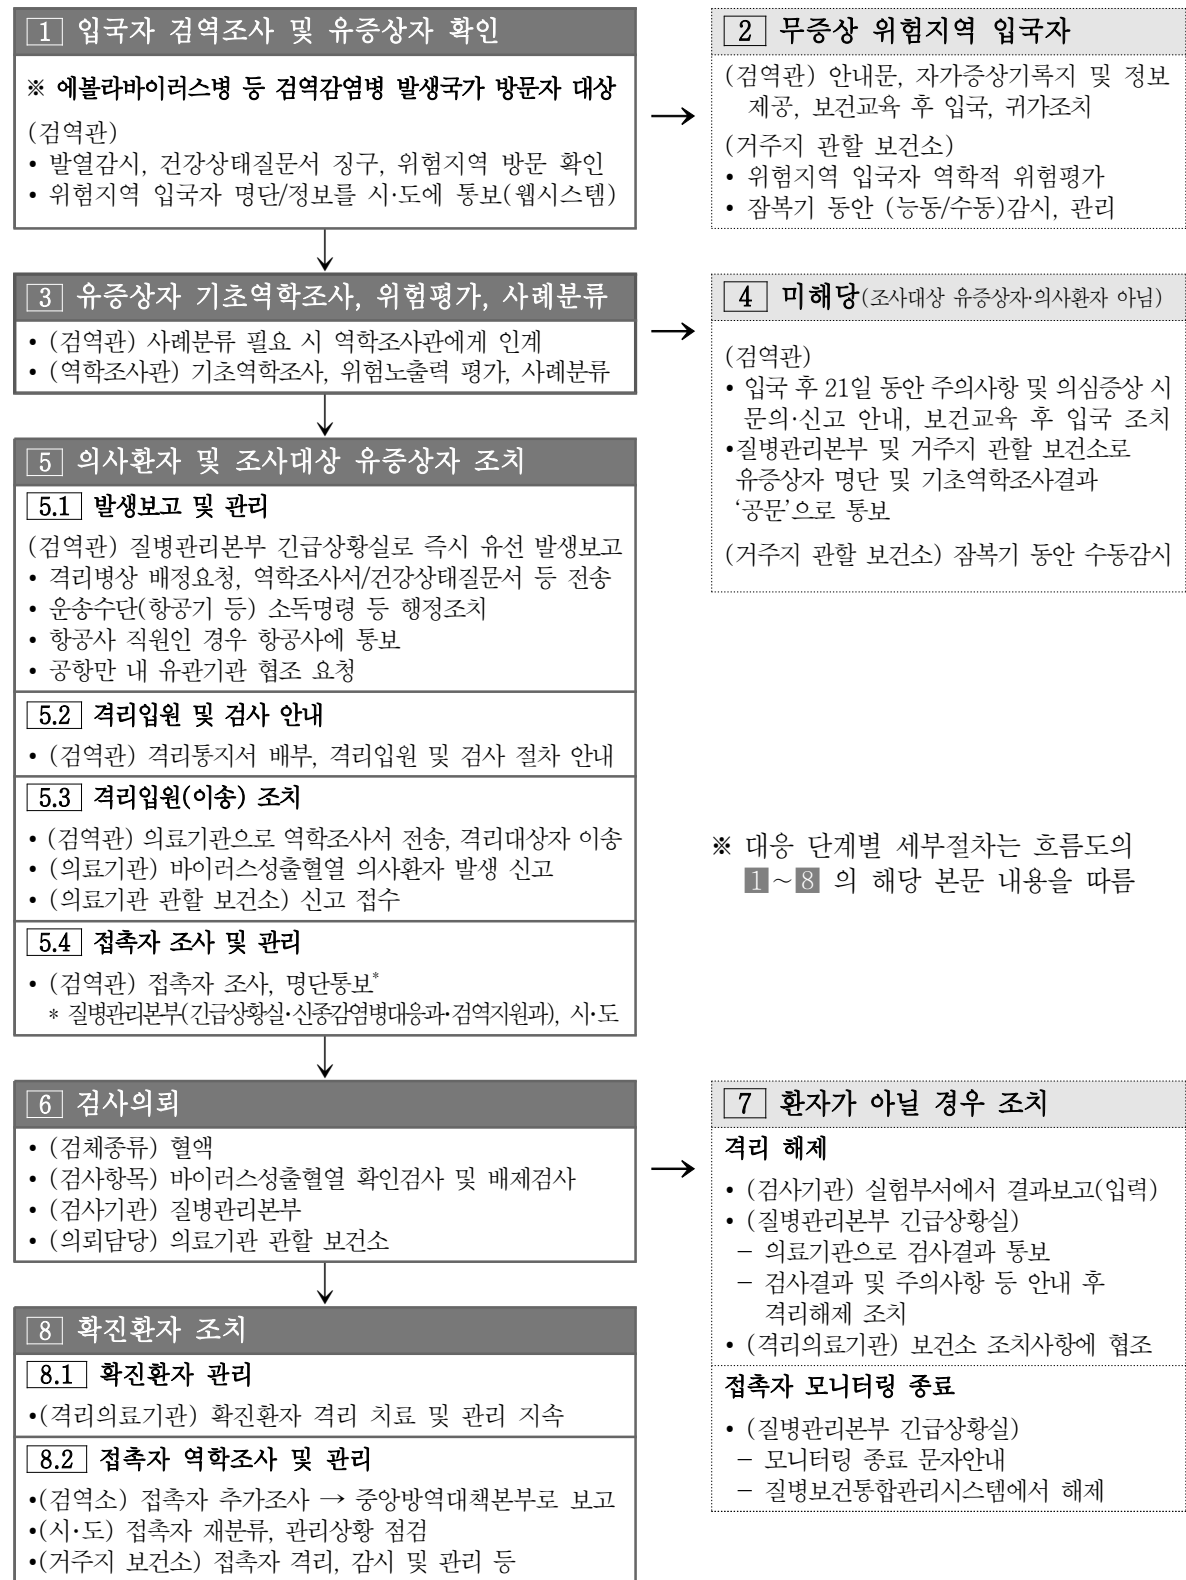 1 입국자 검역조사 및 유증상자 확인
※ 에볼라바이러스병 등 검역감염병 발생국가 방문자 대상
(검역관)
• 발열감시, 건강상태질문서 징구, 위험지역 방문 확인
• 위험지역 입국자 명단/정보를 시·도에 통보(웹시스템)
→
2 무증상 위험지역 입국자
(검역관) 안내문, 자가증상기록지 및 정보
제공, 보건교육 후 입국, 귀가조치
(거주지 관할 보건소)
• 위험지역 입국자 역학적 위험평가
• 잠복기 동안 (능동/수동)감시, 관리
↓
3 유증상자 기초역학조사, 위험평가, 사례분류
• (검역관) 사례분류 필요 시 역학조사관에게 인계
• (역학조사관) 기초역학조사, 위험노출력 평가, 사례분류
→
4 미해당(조사대상 유증상자·의사환자 아님)
(검역관)
• 입국 후 21일 동안 주의사항 및 의심증상 시
문의·신고 안내, 보건교육 후 입국 조치
•질병관리본부 및 거주지 관할 보건소로
유증상자 명단 및 기초역학조사결과
‘공문’으로 통보
(거주지 관할 보건소) 잠복기 동안 수동감시
↓
5 의사환자 및 조사대상 유증상자 조치
5.1 발생보고 및 관리
(검역관) 질병관리본부 긴급상황실로 즉시 유선 발생보고
• 격리병상 배정요청, 역학조사서/건강상태질문서 등 전송
• 운송수단(항공기 등) 소독명령 등 행정조치
• 항공사 직원인 경우 항공사에 통보
• 공항만 내 유관기관 협조 요청
5.2 격리입원 및 검사 안내
• (검역관) 격리통지서 배부, 격리입원 및 검사 절차 안내
5.3 격리입원(이송) 조치
• (검역관) 의료기관으로 역학조사서 전송, 격리대상자 이송
• (의료기관) 바이러스성출혈열 의사환자 발생 신고
• (의료기관 관할 보건소) 신고 접수
5.4 접촉자 조사 및 관리
• (검역관) 접촉자 조사, 명단통보*
* 질병관리본부(긴급상황실·신종감염병대응과·검역지원과), 시·도
※ 대응 단계별 세부절차는 흐름도의
1~8 의 해당 본문 내용을 따름
↓
6 검사의뢰
• (검체종류) 혈액
• (검사항목) 바이러스성출혈열 확인검사 및 배제검사
• (검사기관) 질병관리본부
• (의뢰담당) 의료기관 관할 보건소
→
7 환자가 아닐 경우 조치
격리 해제
• (검사기관) 실험부서에서 결과보고(입력)
• (질병관리본부 긴급상황실)
– 의료기관으로 검사결과 통보
– 검사결과 및 주의사항 등 안내 후
격리해제 조치
• (격리의료기관) 보건소 조치사항에 협조
접촉자 모니터링 종료
• (질병관리본부 긴급상황실)
– 모니터링 종료 문자안내
– 질병보건통합관리시스템에서 해제
↓
8 확진환자 조치
8.1 확진환자 관리
•(격리의료기관) 확진환자 격리 치료 및 관리 지속
8.2 접촉자 역학조사 및 관리
•(검역소) 접촉자 추가조사 → 중앙방역대책본부로 보고
•(시·도) 접촉자 재분류, 관리상황 점검
•(거주지 보건소) 접촉자 격리, 감시 및 관리 등